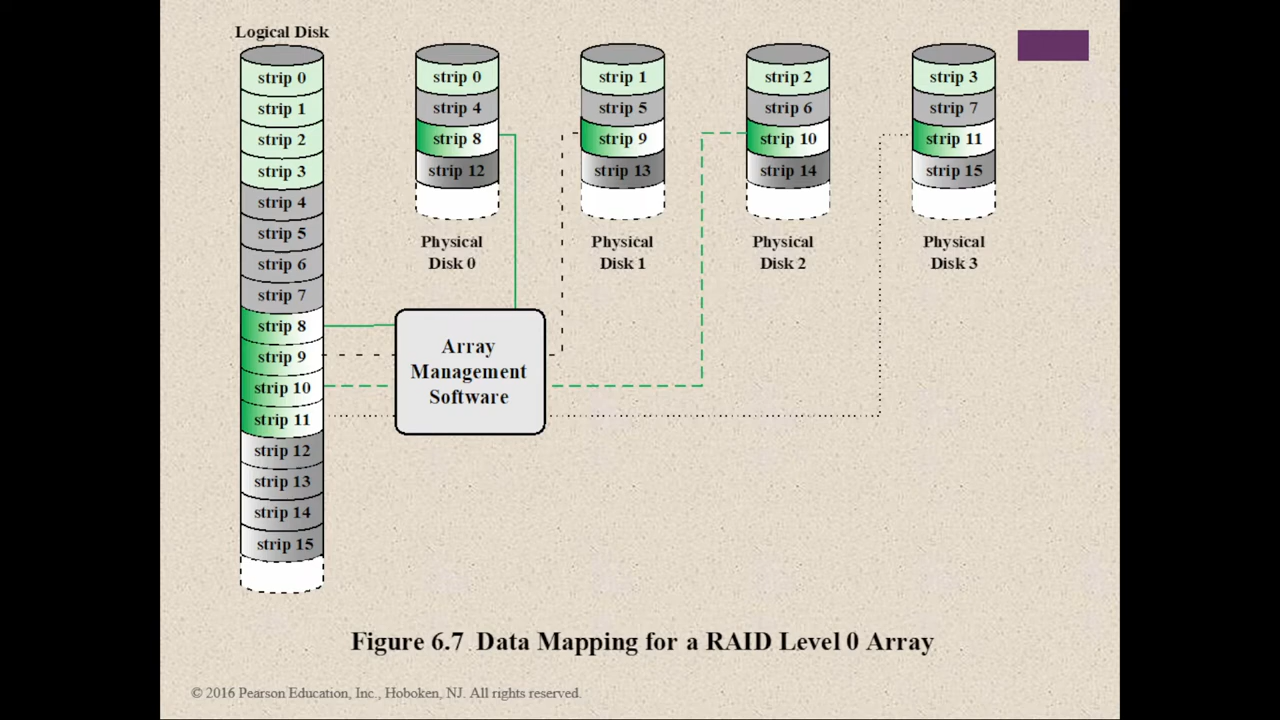 Logical Disk
strip 0
strip 1
strip 2
strip 3
strip 4
strip 5
strip 6
strip 7
strip 8
strip 9
strip 10
strip 11
strip 12
strip 13
strip 14
strip 15
strip 0
strip 4
strip 8
strip 12
Physical
Disk 0
strip 1
strip 5
strip 9
strip 13
Physical
Disk 1
strip 2
strip 6
strip 10
strip 14
Physical
Disk 2
strip 3
strip 7
strip 11
strip 15
Physical
Disk 3
Array
Management
Software
Figure 6.7 Data Mapping for a RAID Level 0 Array
© 2016 Pearson Education, Inc., Hoboken, NJ. All rights reserved.